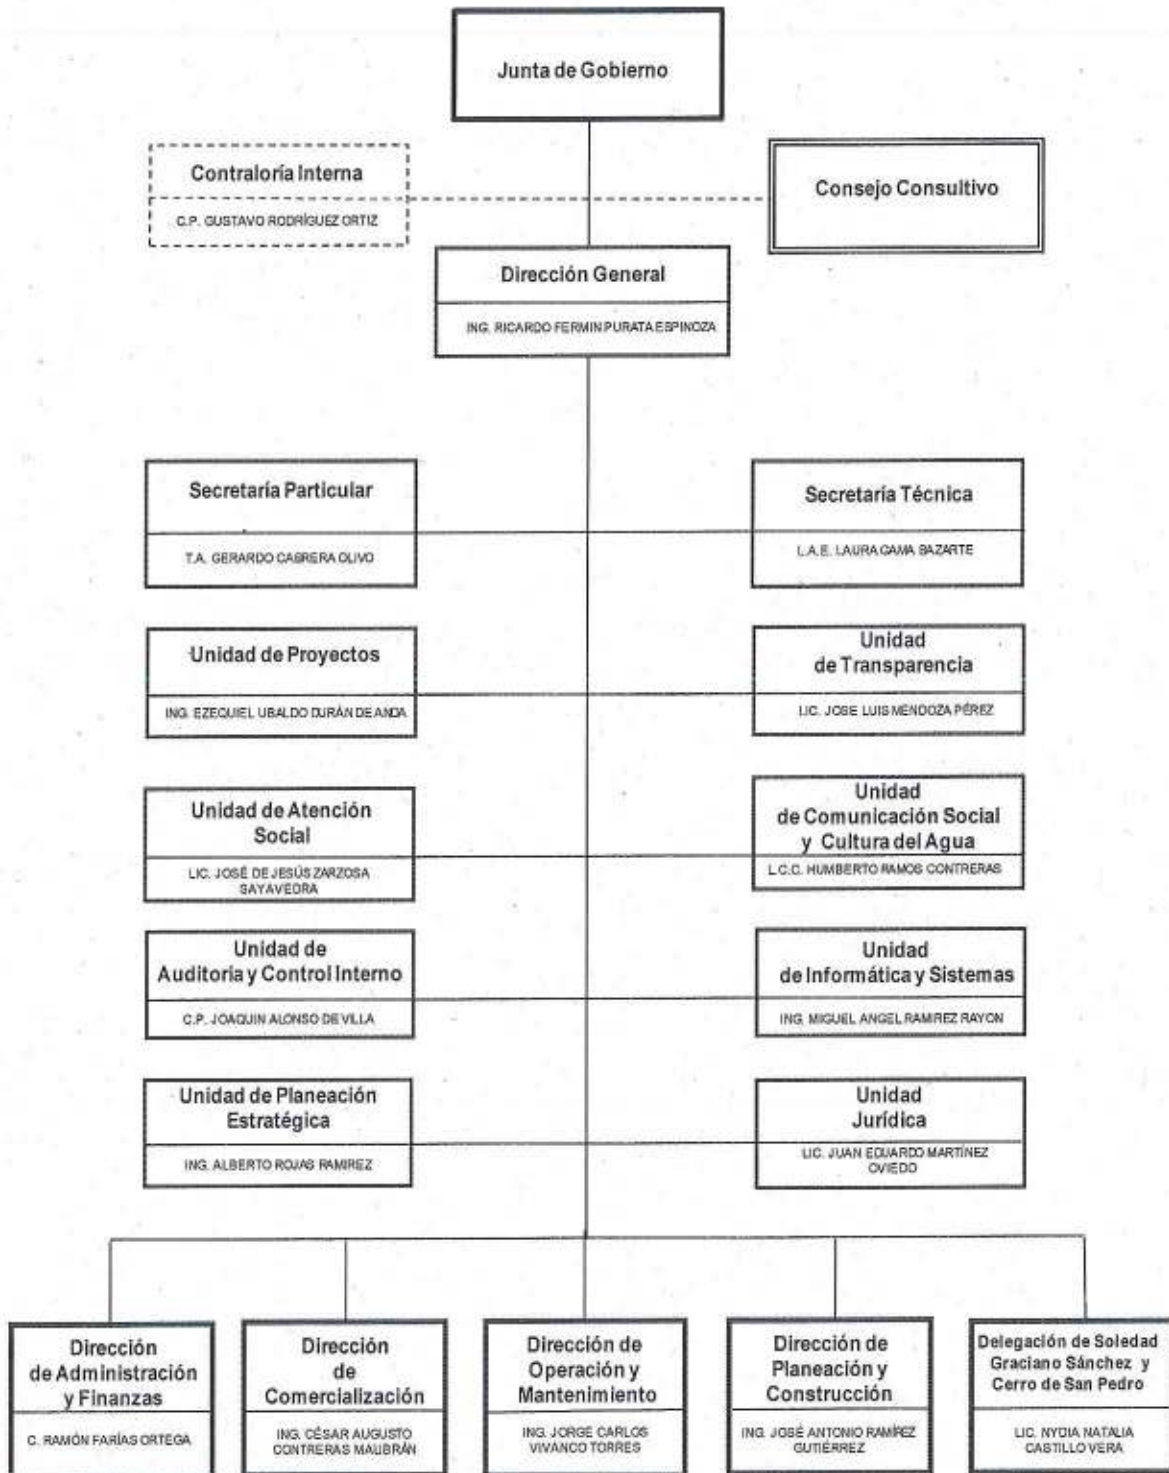 Junta de Gobierno
Contraloría Interna
C.P. GUSTAVO RODRÍGUEZ ORTIZ
Consejo Consultivo
Dirección General
ING. RICARDO FERMIN PURATA ESPINOZA
Secretaría Particular
T.A. GERARDO CABRERA OLIVO
Secretaría Técnica
L.A.E. LAURA GAMA BAZARTE
Unidad de Proyectos
ING. EZEQUIEL UBALDO DURÁN DE ANDA
Unidad
de Transparencia
LIC. JOSE LUIS MENDOZA PÉREZ
Unidad de Atención
Social
LIC. JOSÉ DE JESÚS ZARZOSA
SAYAVEDRA
Unidad
de Comunicación Social
y Cultura del Agua
L.C.C. HUMBERTO RAMOS CONTRERAS
Unidad de
Auditoria y Control Interno
C.P. JOAQUIN ALONSO DE VILLA
Unidad
de Informática y Sistemas
ING. MIGUEL ANGEL RAMIREZ RAYON
Unidad de Planeación
Estratégica
ING. ALBERTO ROJAS RAMIREZ
Unidad
Jurídica
LIC. JUAN EDUARDO MARTÍNEZ
OVIEDO
Dirección
de Administración
y Finanzas
C. RAMÓN FARÍAS ORTEGA
Dirección
de
Comercialización
ING. CÉSAR AUGUSTO
CONTRERAS MALIBRÁN
Dirección de
Operación y
Mantenimiento
ING. JORGE CARLOS
VIVANCO TORRES
Dirección de
Planeación y
Construcción
ING. JOSÉ ANTONIO RAMÍREZ
GUTIÉRREZ
Delegación de Soledad
Graciano Sánchez y
Cerro de San Pedro
LIC. NYDIA NATALIA
CASTILLO VERA